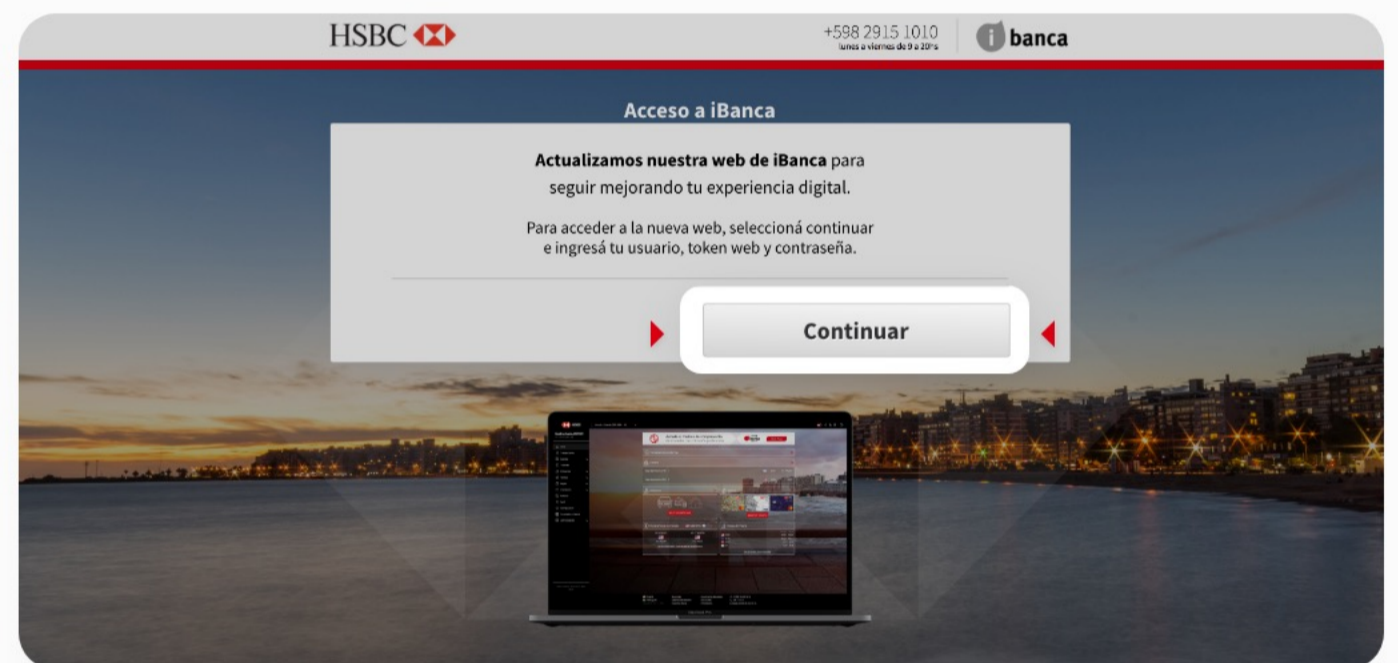 HSBC
+598 2915 1010
lunes a viernes de 9 a 20hs
i banca
Acceso a iBanca
Actualizamos nuestra web de iBanca para
seguir mejorando tu experiencia digital.
Para acceder a la nueva web, seleccioná continuar
e ingresá tu usuario, token web y contraseña.
Continuar
HSBC